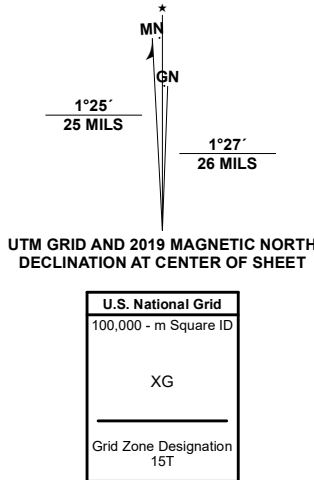 ★
MN
GN
1°25´
25 MILS
1°27´
26 MILS
UTM GRID AND 2019 MAGNETIC NORTH
DECLINATION AT CENTER OF SHEET
U.S. National Grid
100,000 - m Square ID
XG
Grid Zone Designation
15T